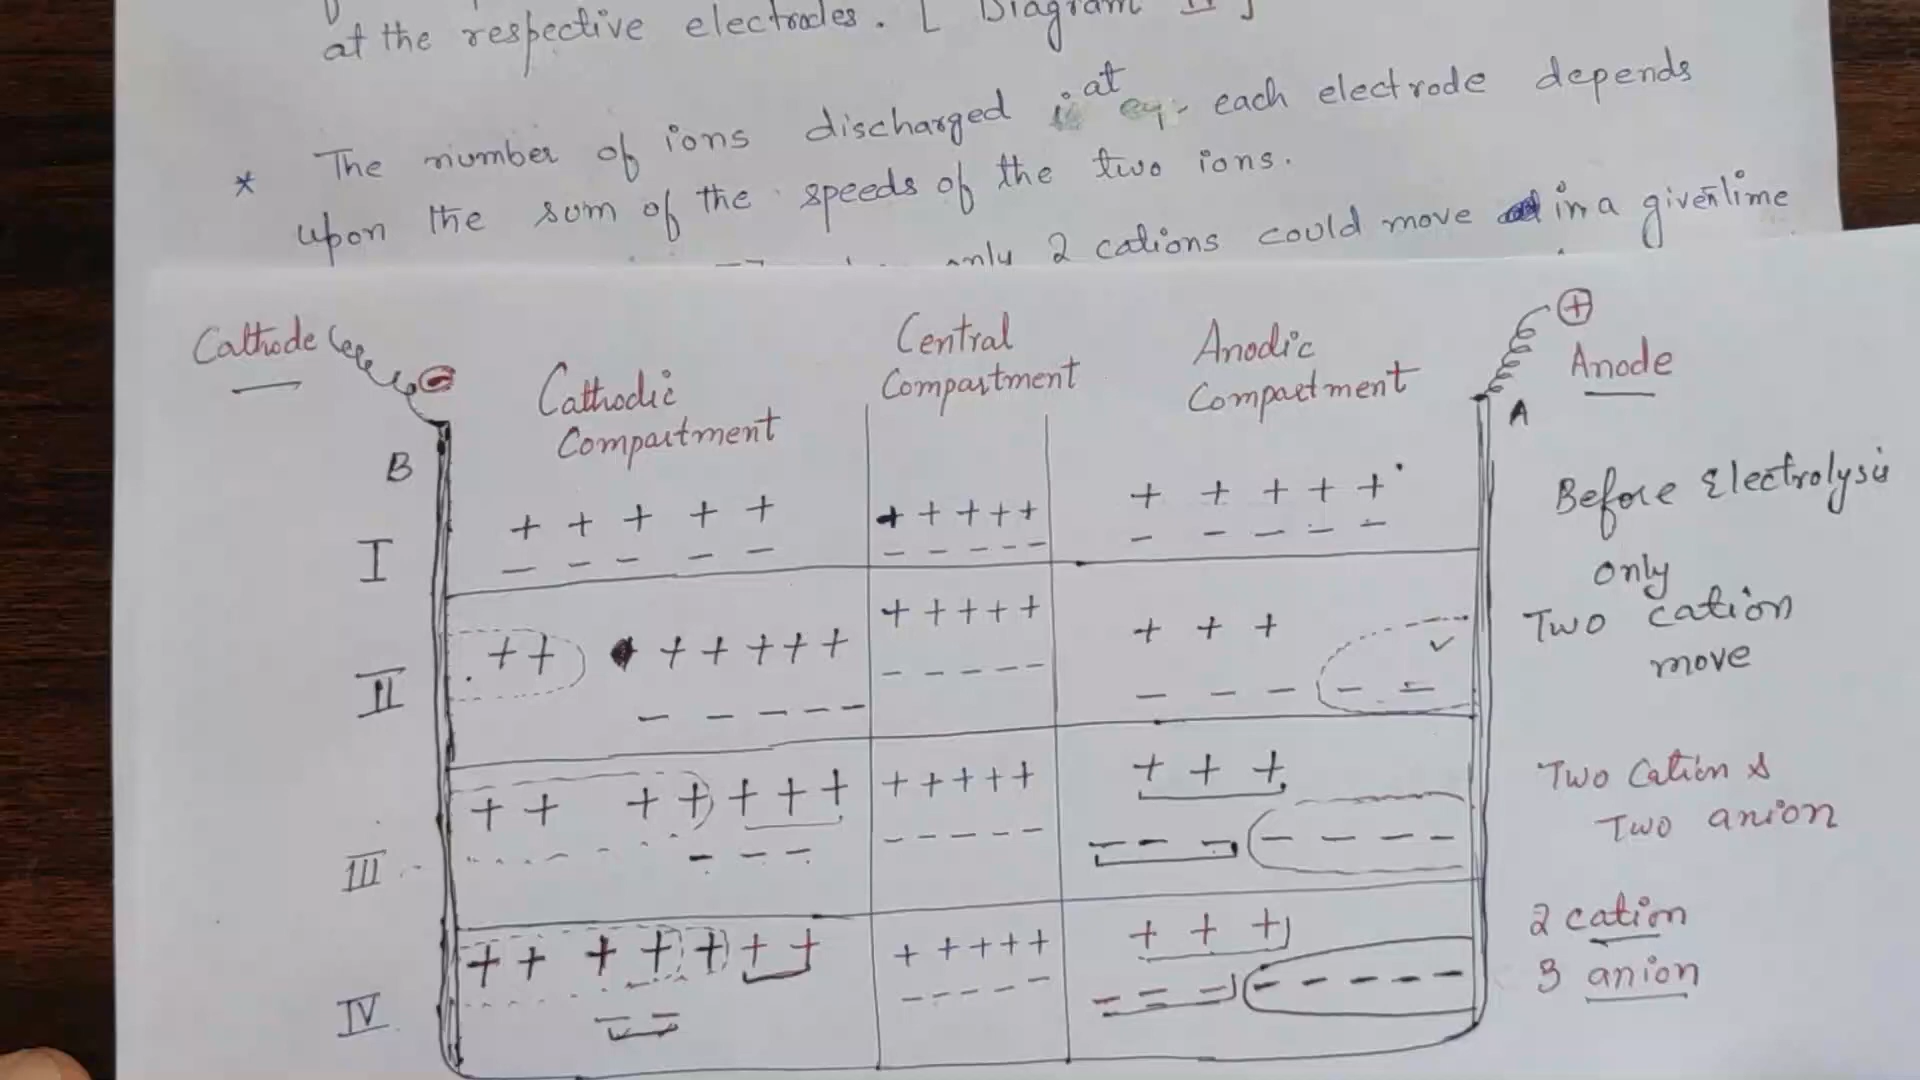 at the respective electrodes. [ Diagram II ]
* The number of ions discharged at each electrode depends
upon the sum of the speeds of the two ions.
only 2 cations could move in a given time
Cathode
-
Cathodic
Compartment
Central
Compartment
Anodic
Compartment
+
Anode
B
A
I
+ + + + +
- - - - -
+ + + + +
- - - - -
+ + + + +
- - - - -
Before Electrolysis
II
+ + + + + + +
- - - - -
+ + + + +
- - - - -
+ + +
- - - - -
only
Two cation
move
III
+ + + + + + +
- - -
+ + + + +
- - - - -
+ + +
- - - - - - -
Two Cation &
Two anion
IV
+ + + + + + +
- -
+ + + + +
- - - - -
+ + +
- - - - - - -
2 cation
3 anion